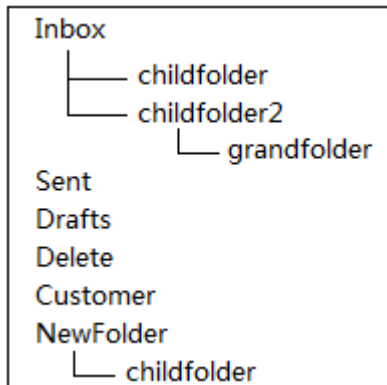 Inbox
childfolder
childfolder2
grandfolder
Sent
Drafts
Delete
Customer
NewFolder
childfolder